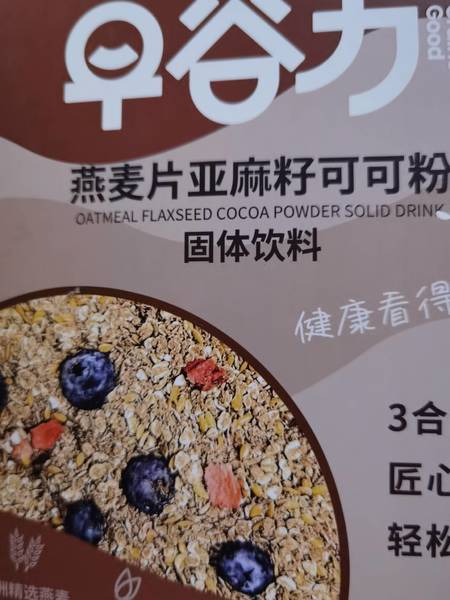 早谷力
Good
燕麦片亚麻籽可可粉
OATMEAL FLAXSEED COCOA POWDER SOLID DRINK
固体饮料
健康看得
3合
匠心
轻松
洲精选燕麦